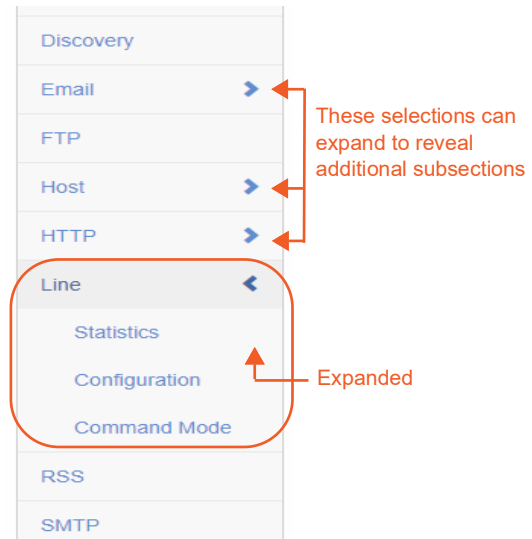 Discovery
Email
FTP
Host
HTTP
Line
Statistics
Configuration
Command Mode
RSS
SMTP
These selections can
expand to reveal
additional subsections
Expanded